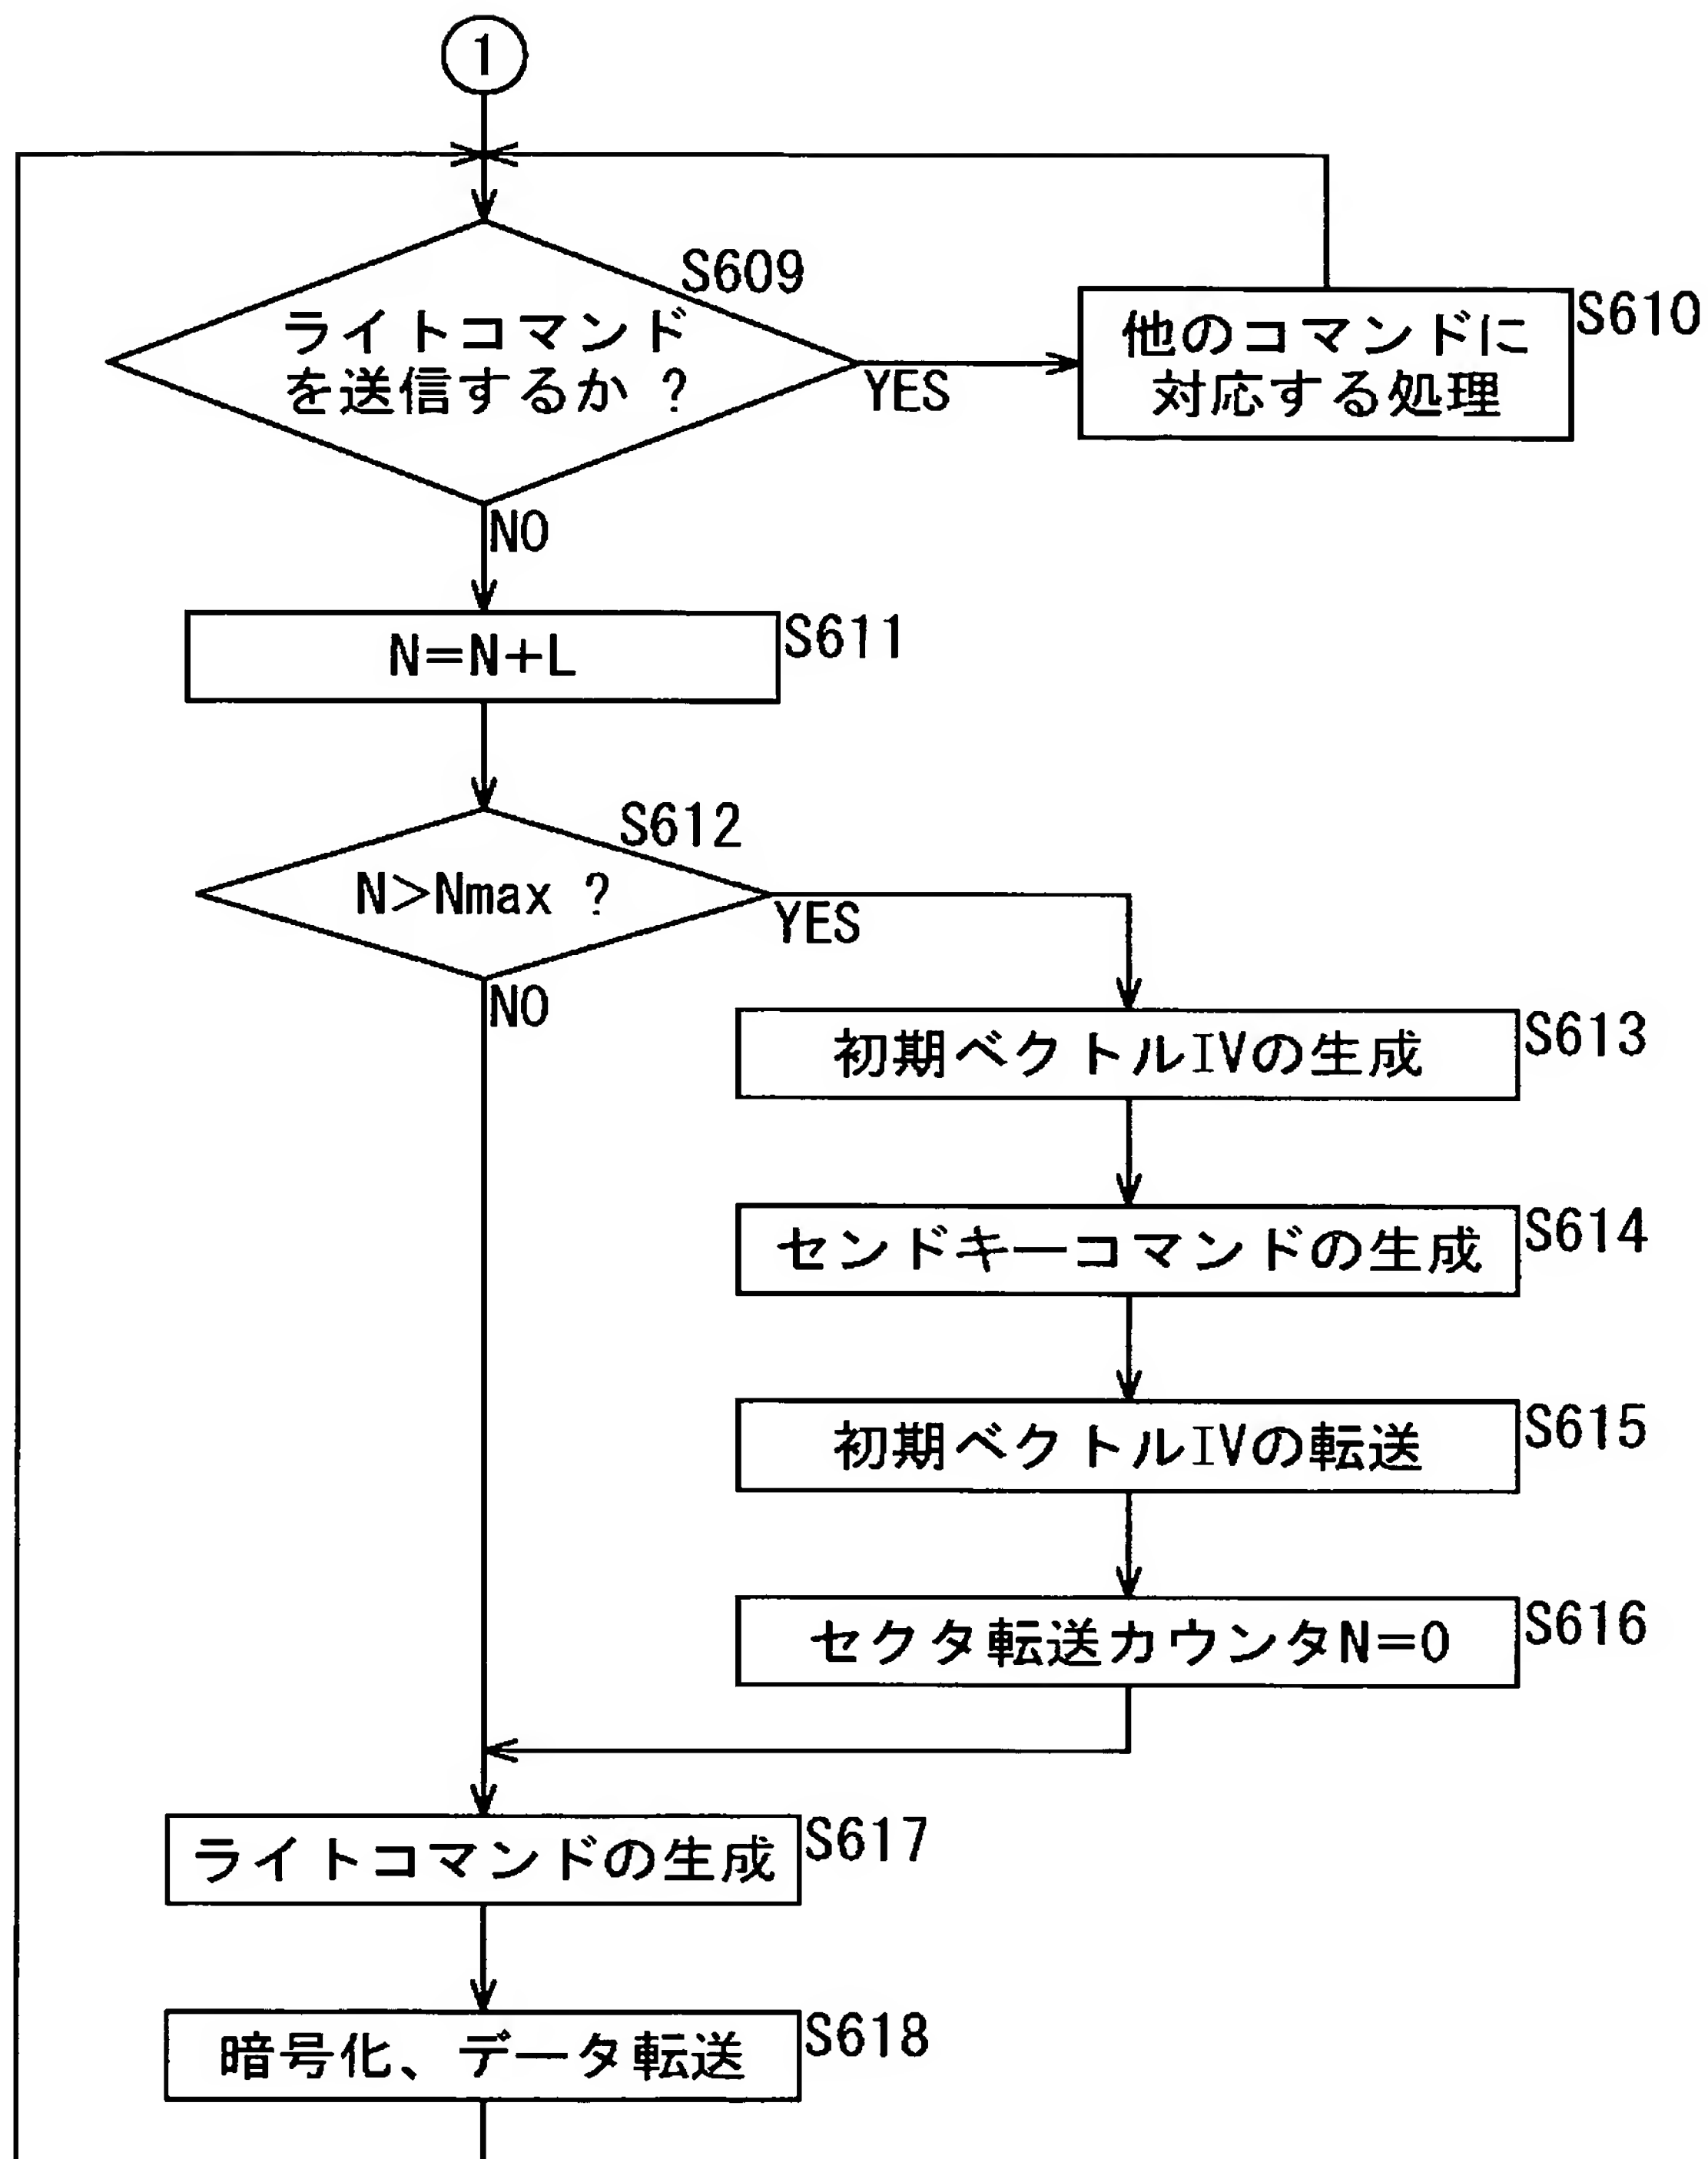 1
S609
ライトコマンド
を送信するか ?
YES
S610
他のコマンドに
対応する処理
NO
N=N+L
S611
S612
N>Nmax ?
YES
NO
初期ベクトルIVの生成
S613
センドキーコマンドの生成
S614
初期ベクトルIVの転送
S615
セクタ転送カウンタN=0
S616
ライトコマンドの生成
S617
暗号化、データ転送
S618